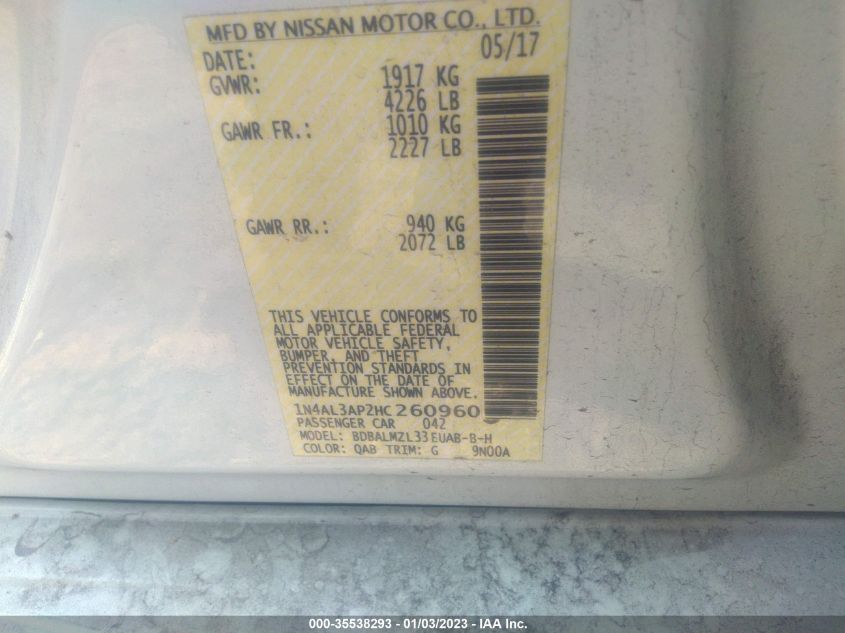 MFD BY NISSAN MOTOR CO., LTD.
DATE: 05/17
GVWR: 1917 KG
4226 LB
GAWR FR.: 1010 KG
2227 LB
GAWR RR.: 940 KG
2072 LB
THIS VEHICLE CONFORMS TO
ALL APPLICABLE FEDERAL
MOTOR VEHICLE SAFETY,
BUMPER, AND THEFT
PREVENTION STANDARDS IN
EFFECT ON THE DATE OF
MANUFACTURE SHOWN ABOVE.
1N4AL3AP2HC260960
PASSENGER CAR 042
MODEL: BDBALMZL33EUAB-B-H
COLOR: QAB TRIM: G 9N00A
000-35538293 - 01/03/2023 - IAA Inc.